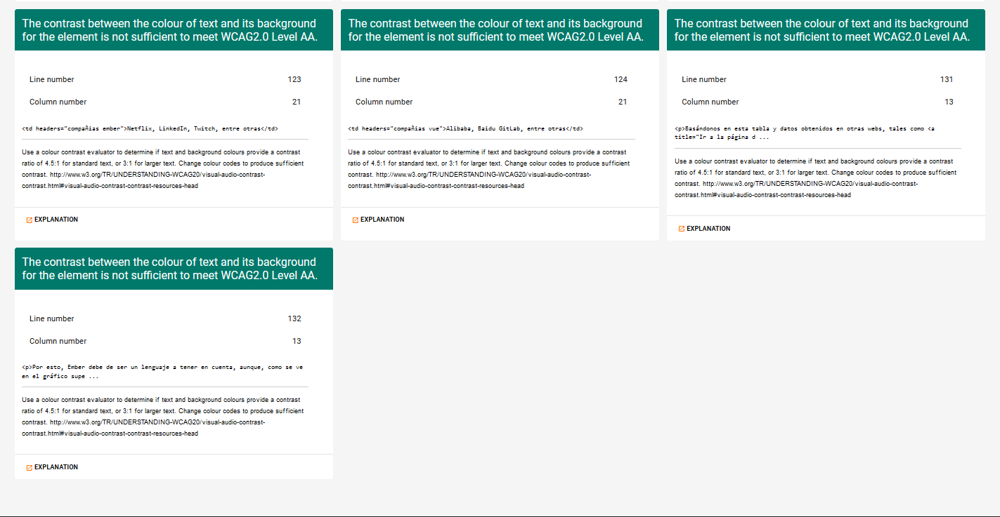 The contrast between the colour of text and its background
for the element is not sufficient to meet WCAG2.0 Level AA.
Line number 123
Column number 21
<td headers="compañias ember">Netflix, LinkedIn, Twitch, entre otras</td>
Use a colour contrast evaluator to determine if text and background colours provide a contrast
ratio of 4.5:1 for standard text, or 3:1 for larger text. Change colour codes to produce sufficient
contrast. http://www.w3.org/TR/UNDERSTANDING-WCAG20/visual-audio-contrast-
contrast.html#visual-audio-contrast-contrast-resources-head
EXPLANATION
The contrast between the colour of text and its background
for the element is not sufficient to meet WCAG2.0 Level AA.
Line number 124
Column number 21
<td headers="compañias vue">Alibaba, Baidu GitLab, entre otras</td>
Use a colour contrast evaluator to determine if text and background colours provide a contrast
ratio of 4.5:1 for standard text, or 3:1 for larger text. Change colour codes to produce sufficient
contrast. http://www.w3.org/TR/UNDERSTANDING-WCAG20/visual-audio-contrast-
contrast.html#visual-audio-contrast-contrast-resources-head
EXPLANATION
The contrast between the colour of text and its background
for the element is not sufficient to meet WCAG2.0 Level AA.
Line number 131
Column number 13
<p>Basándonos en esta tabla y datos obtenidos en otras webs, tales como <a
title="Ir a la página d ...
Use a colour contrast evaluator to determine if text and background colours provide a contrast
ratio of 4.5:1 for standard text, or 3:1 for larger text. Change colour codes to produce sufficient
contrast. http://www.w3.org/TR/UNDERSTANDING-WCAG20/visual-audio-contrast-
contrast.html#visual-audio-contrast-contrast-resources-head
EXPLANATION
The contrast between the colour of text and its background
for the element is not sufficient to meet WCAG2.0 Level AA.
Line number 132
Column number 13
<p>Por esto, Ember debe de ser un lenguaje a tener en cuenta, aunque, como se ve
en el gráfico supe ...
Use a colour contrast evaluator to determine if text and background colours provide a contrast
ratio of 4.5:1 for standard text, or 3:1 for larger text. Change colour codes to produce sufficient
contrast. http://www.w3.org/TR/UNDERSTANDING-WCAG20/visual-audio-contrast-
contrast.html#visual-audio-contrast-contrast-resources-head
EXPLANATION